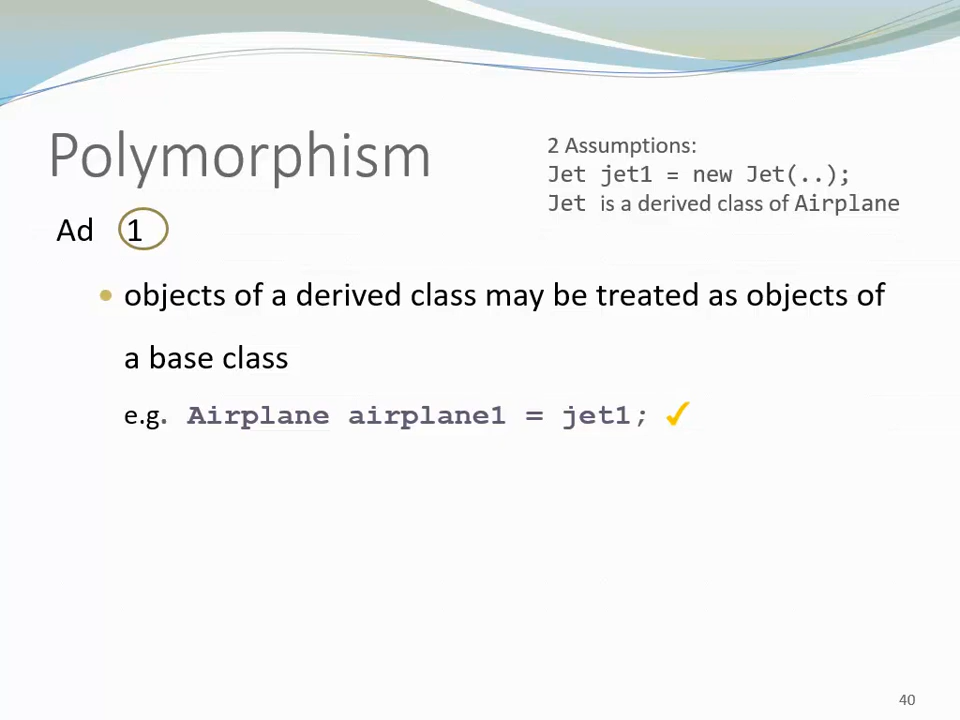 Polymorphism
2 Assumptions:
Jet jet1 = new Jet(..);
Jet is a derived class of Airplane
Ad 1
• objects of a derived class may be treated as objects of
a base class
e.g. Airplane airplane1 = jet1; ✓
40